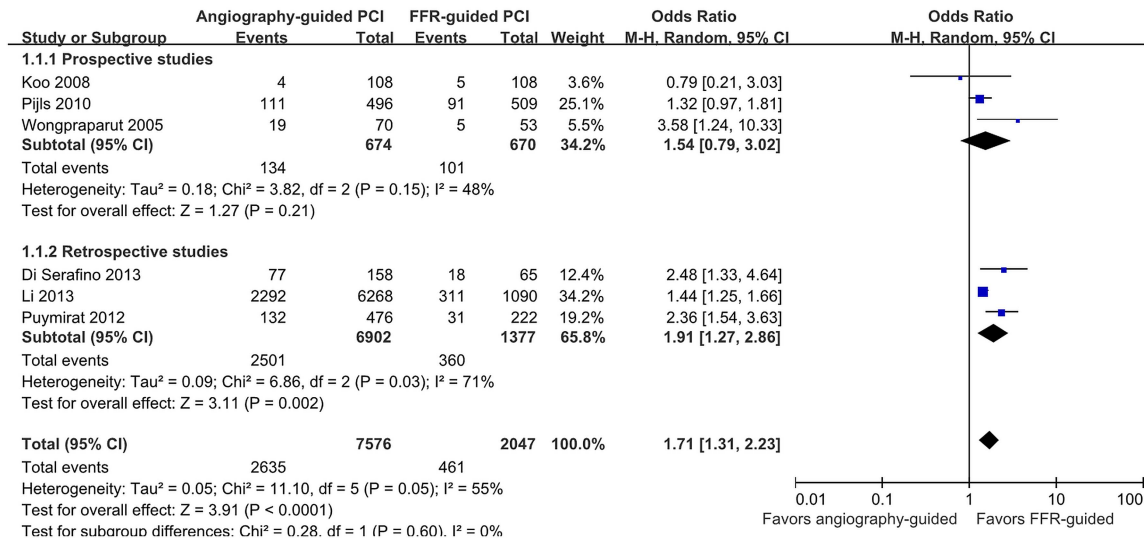 Angiography-guided PCI FFR-guided PCI Odds Ratio Odds Ratio
Study or Subgroup Events Total Events Total Weight M-H, Random, 95% CI M-H, Random, 95% CI
1.1.1 Prospective studies
Koo 2008 4 108 5 108 3.6% 0.79 [0.21, 3.03]
Pijls 2010 111 496 91 509 25.1% 1.32 [0.97, 1.81]
Wongpraparut 2005 19 70 5 53 5.5% 3.58 [1.24, 10.33]
Subtotal (95% CI) 674 670 34.2% 1.54 [0.79, 3.02]
Total events 134 101
Heterogeneity: Tau² = 0.18; Chi² = 3.82, df = 2 (P = 0.15); I² = 48%
Test for overall effect: Z = 1.27 (P = 0.21)
1.1.2 Retrospective studies
Di Serafino 2013 77 158 18 65 12.4% 2.48 [1.33, 4.64]
Li 2013 2292 6268 311 1090 34.2% 1.44 [1.25, 1.66]
Puymirat 2012 132 476 31 222 19.2% 2.36 [1.54, 3.63]
Subtotal (95% CI) 6902 1377 65.8% 1.91 [1.27, 2.86]
Total events 2501 360
Heterogeneity: Tau² = 0.09; Chi² = 6.86, df = 2 (P = 0.03); I² = 71%
Test for overall effect: Z = 3.11 (P = 0.002)
Total (95% CI) 7576 2047 100.0% 1.71 [1.31, 2.23]
Total events 2635 461
Heterogeneity: Tau² = 0.05; Chi² = 11.10, df = 5 (P = 0.05); I² = 55%
Test for overall effect: Z = 3.91 (P < 0.0001)
Test for subgroup differences: Chi² = 0.28, df = 1 (P = 0.60), I² = 0%
0.01 0.1 1 10 100
Favors angiography-guided Favors FFR-guided